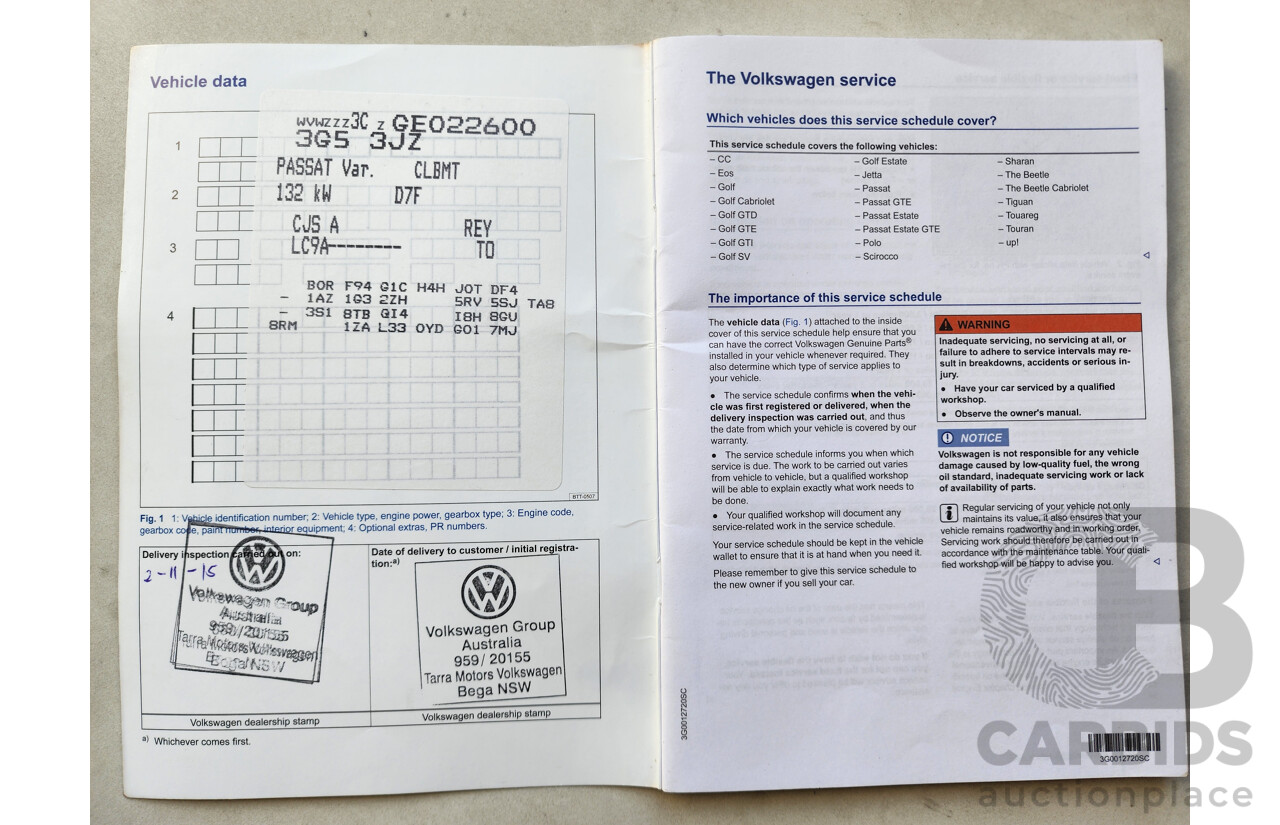 Vehicle data
WVWZZZ3C Z GE022600
1
3G5 3JZ
PASSAT Var. CLBMT
2
132 kW D7F
CJS A REY
3
LC9A-------- TO
BOR F94 G1C H4H JOT DF4
- 1AZ 1G3 2ZH 5RV 5SJ TA8
4
- 3S1 8TB QI4 I8H 8GU
8RM 1ZA L33 0YD GO1 7MJ
BTT-0507
Fig. 1 1: Vehicle identification number; 2: Vehicle type, engine power, gearbox type; 3: Engine code,
gearbox code, paint number, interior equipment; 4: Optional extras, PR numbers.
Delivery inspection carried out on:
2-11-15
Volkswagen Group
Australia
959/20155
Tarra Motors Volkswagen
Bega NSW
Volkswagen dealership stamp
Date of delivery to customer / initial registra-
tion:a)
Volkswagen Group
Australia
959/20155
Tarra Motors Volkswagen
Bega NSW
Volkswagen dealership stamp
a) Whichever comes first.
The Volkswagen service
Which vehicles does this service schedule cover?
This service schedule covers the following vehicles:
– CC
– Eos
– Golf
– Golf Cabriolet
– Golf GTD
– Golf GTE
– Golf GTI
– Golf SV
– Golf Estate
– Jetta
– Passat
– Passat GTE
– Passat Estate
– Passat Estate GTE
– Polo
– Scirocco
– Sharan
– The Beetle
– The Beetle Cabriolet
– Tiguan
– Touareg
– Touran
– up!
The importance of this service schedule
The vehicle data (Fig. 1) attached to the inside
cover of this service schedule help ensure that you
can have the correct Volkswagen Genuine Parts®
installed in your vehicle whenever required. They
also determine which type of service applies to
your vehicle.
● The service schedule confirms when the vehi-
cle was first registered or delivered, when the
delivery inspection was carried out, and thus
the date from which your vehicle is covered by our
warranty.
● The service schedule informs you when which
service is due. The work to be carried out varies
from vehicle to vehicle, but a qualified workshop
will be able to explain exactly what work needs to
be done.
● Your qualified workshop will document any
service-related work in the service schedule.
Your service schedule should be kept in the vehicle
wallet to ensure that it is at hand when you need it.
Please remember to give this service schedule to
the new owner if you sell your car.
WARNING
Inadequate servicing, no servicing at all, or
failure to adhere to service intervals may re-
sult in breakdowns, accidents or serious in-
jury.
● Have your car serviced by a qualified
workshop.
● Observe the owner's manual.
NOTICE
Volkswagen is not responsible for any vehicle
damage caused by low-quality fuel, the wrong
oil standard, inadequate servicing work or lack
of availability of parts.
Regular servicing of your vehicle not only
maintains its value, it also ensures that your
vehicle remains roadworthy and in working order.
Servicing work should therefore be carried out in
accordance with the maintenance table. Your quali-
fied workshop will be happy to advise you.
3G0012720SC
3G0012720SC
CARBIDS
auctionplace